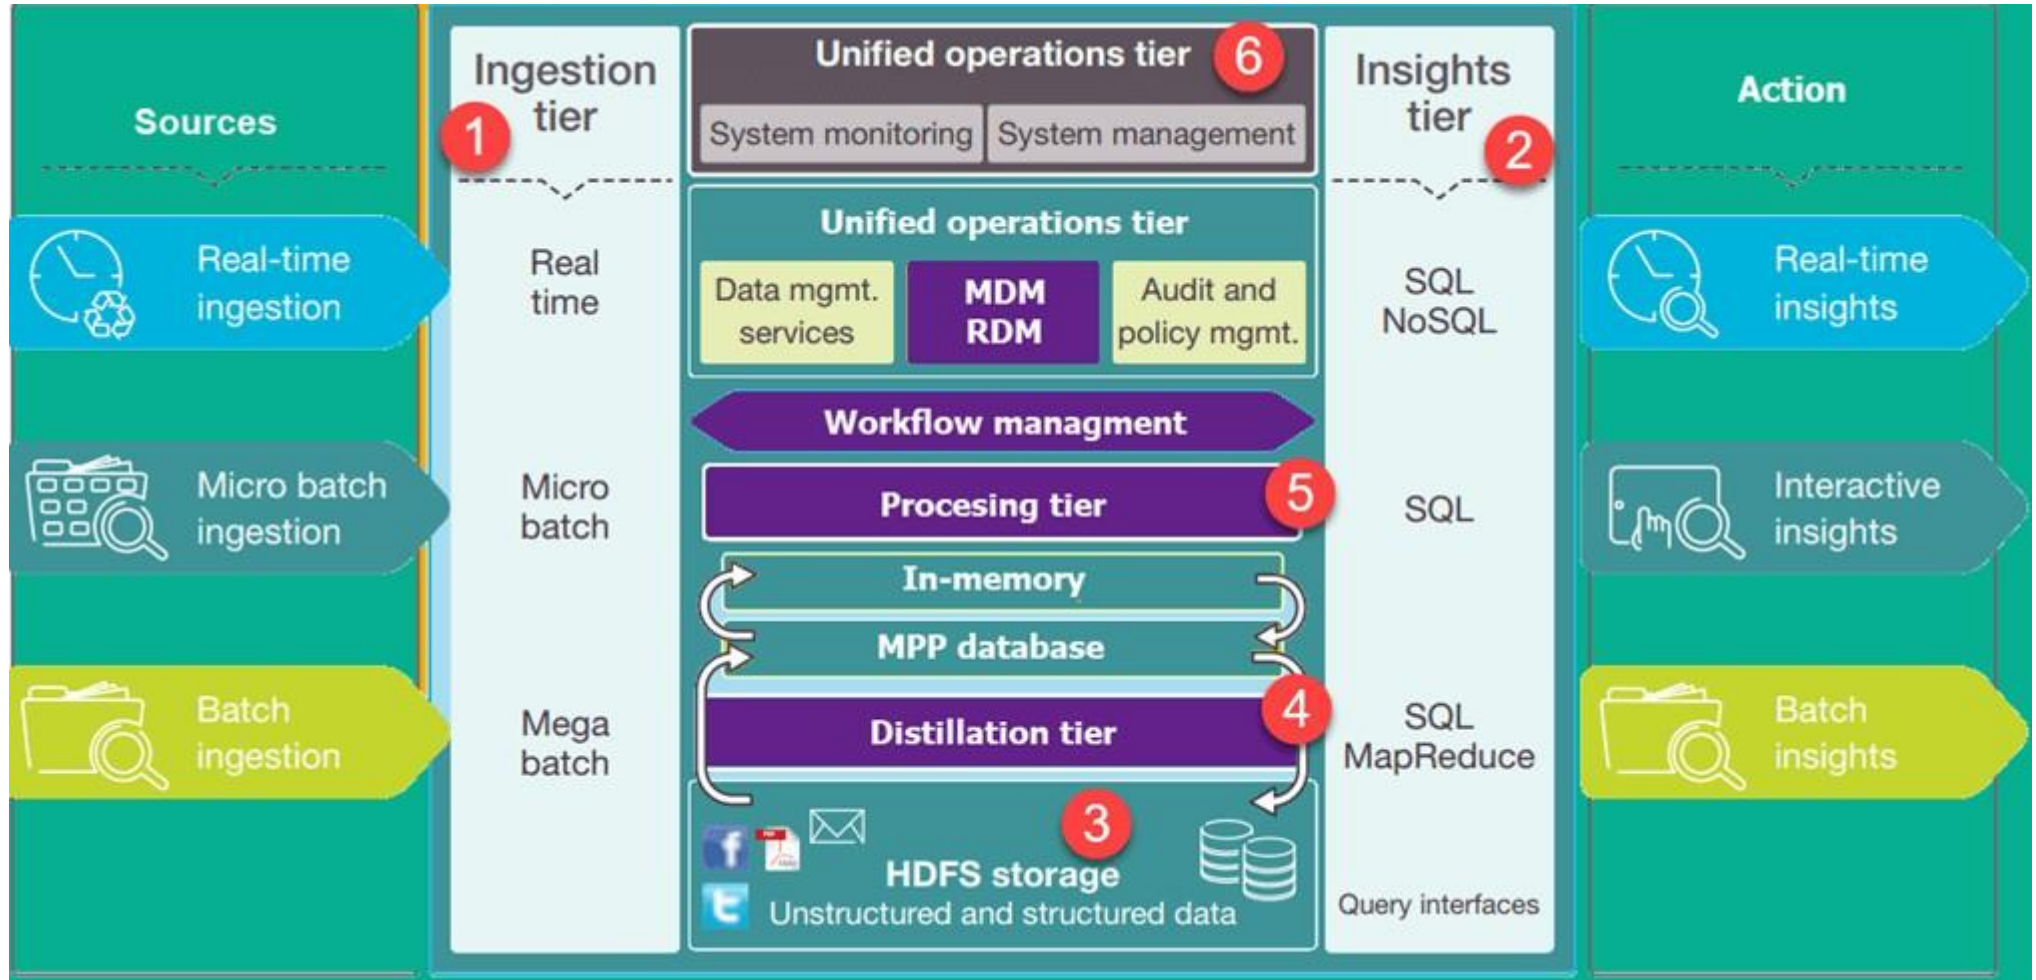 Sources
Real-time
ingestion
Micro batch
ingestion
Batch
ingestion
Ingestion
tier
1
Real
time
Micro
batch
Mega
batch
Unified operations tier
6
System monitoring
System management
Unified operations tier
Data mgmt.
services
MDM
RDM
Audit and
policy mgmt.
Workflow managment
Procesing tier
5
In-memory
MPP database
4
Distillation tier
3
HDFS storage
Unstructured and structured data
Insights
tier
2
SQL
NoSQL
SQL
SQL
MapReduce
Query interfaces
Action
Real-time
insights
Interactive
insights
Batch
insights